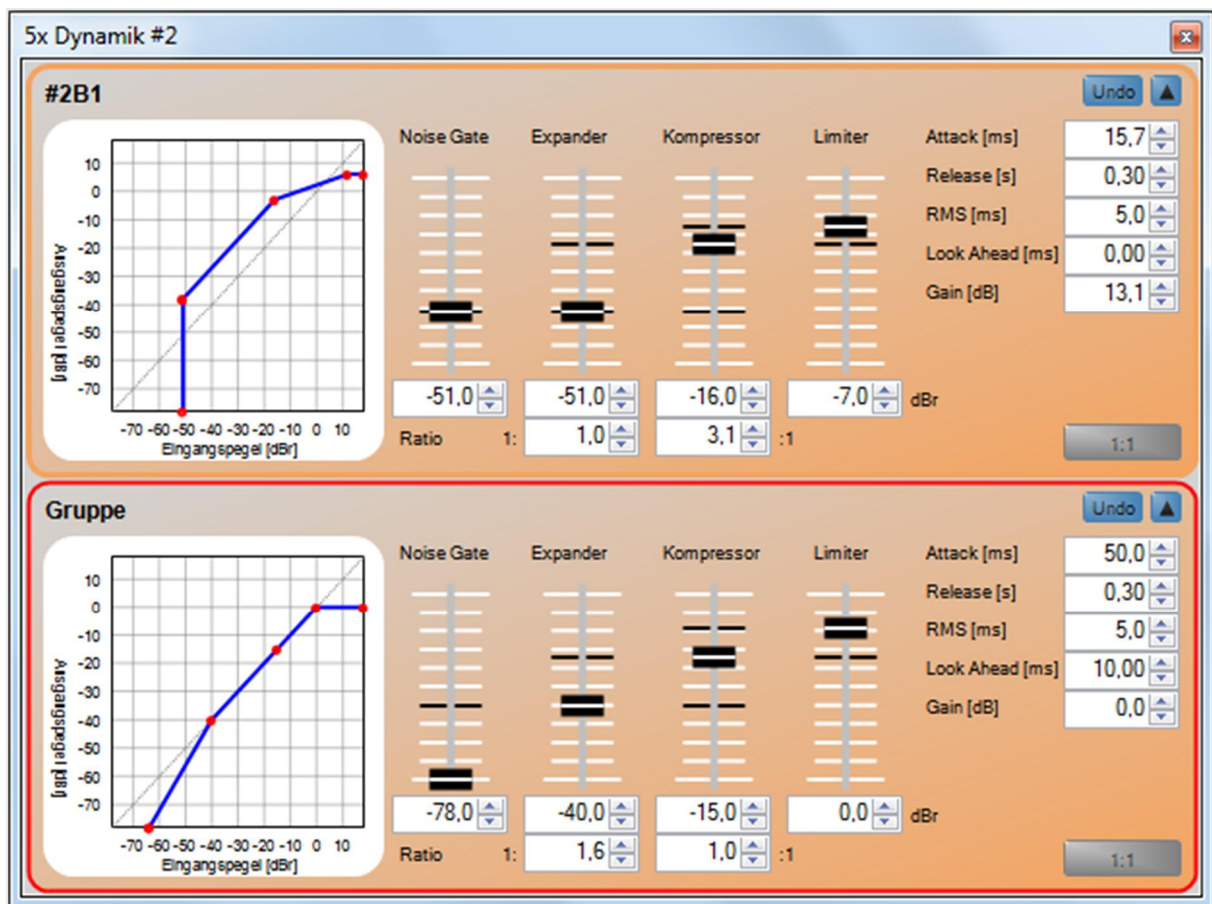 5x Dynamik #2
#2B1
Undo
Noise Gate Expander Kompressor Limiter
Attack [ms] 15,7
Release [s] 0,30
RMS [ms] 5,0
Look Ahead [ms] 0,00
Gain [dB] 13,1
10
0
-10
-20
-30
-40
-50
-60
-70
Ausgangspegel [dBr]
-70 -60 -50 -40 -30 -20 -10 0 10
Eingangspegel [dBr]
-51,0 -51,0 -16,0 -7,0 dBr
Ratio 1: 1,0 3,1 :1
1:1
Gruppe
Undo
Noise Gate Expander Kompressor Limiter
Attack [ms] 50,0
Release [s] 0,30
RMS [ms] 5,0
Look Ahead [ms] 10,00
Gain [dB] 0,0
10
0
-10
-20
-30
-40
-50
-60
-70
Ausgangspegel [dBr]
-70 -60 -50 -40 -30 -20 -10 0 10
Eingangspegel [dBr]
-78,0 -40,0 -15,0 0,0 dBr
Ratio 1: 1,6 1,0 :1
1:1